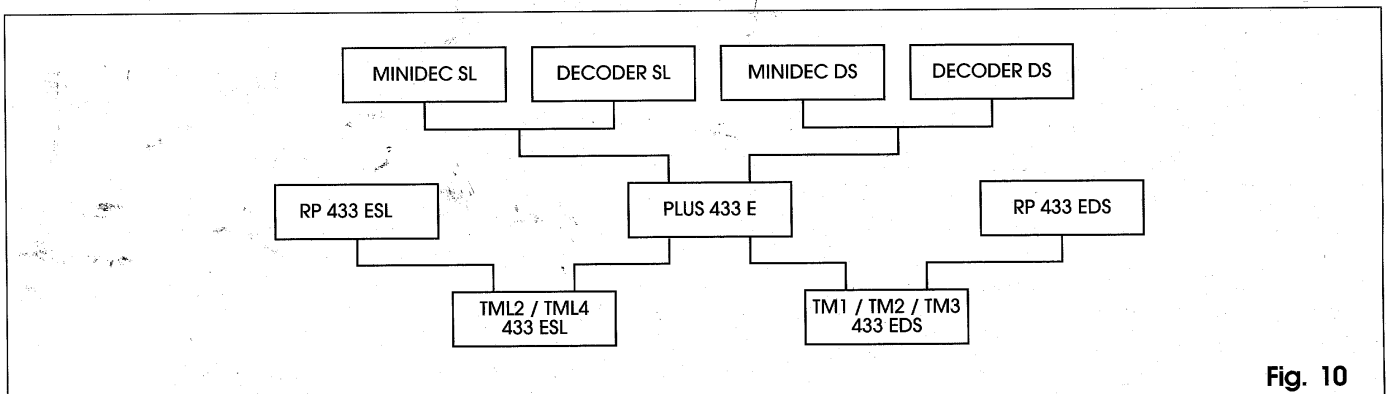 MINIDEC SL
DECODER SL
MINIDEC DS
DECODER DS
RP 433 ESL
PLUS 433 E
RP 433 EDS
TML2 / TML4
433 ESL
TM1 / TM2 / TM3
433 EDS
Fig. 10